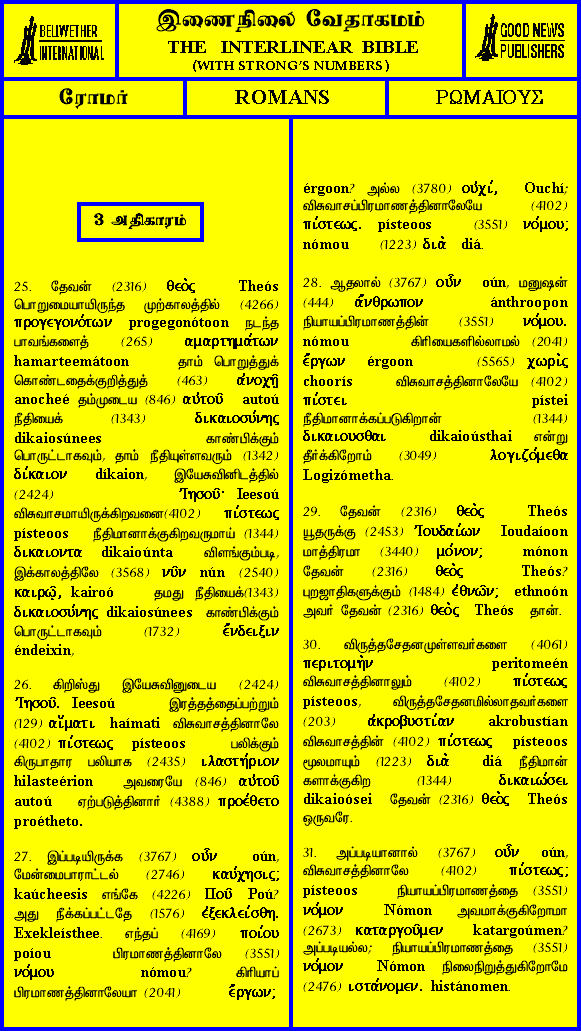 BELLWETHER
INTERNATIONAL
இணைநிலை வேதாகமம்
THE INTERLINEAR BIBLE
(WITH STRONG'S NUMBERS)
GOOD NEWS
PUBLISHERS
ரோமர்
ROMANS
ΡΩΜΑΙΟΥΣ
3 அதிகாரம்
25. தேவன் (2316) θεὸς Theós
பொறுமையாயிருந்த முற்காலத்தில் (4266)
προγεγονότων progegonótoon நடந்த
பாவங்களைத் (265) αμαρτημάτων
hamarteemátoon தாம் பொறுத்துக்
கொண்டதைக்குறித்துத் (463) ἀνοχῆ
anocheé தம்முடைய (846) αὐτοῦ autoú
நீதியைக் (1343) δικαιοσύνης
dikaiosúnees காண்பிக்கும்
பொருட்டாகவும், தாம் நீதியுள்ளவரும் (1342)
δίκαιον díkaion, இயேசுவினிடத்தில்
(2424) Ἰησοῦ· Ieesoú
விசுவாசமாயிருக்கிறவனை(4102) πίστεως
písteoos நீதிமானாக்குகிறவருமாய் (1344)
δικαιοντα dikaioúnta விளங்கும்படி,
இக்காலத்திலே (3568) νῦν nún (2540)
καιρῷ, kairoó தமது நீதியைக்(1343)
δικαιοσύνης dikaiosúnees காண்பிக்கும்
பொருட்டாகவும் (1732) ἔνδειξιν
éndeixin,
26. கிறிஸ்து இயேசுவினுடைய (2424)
Ἰησοῦ. Ieesoú இரத்தத்தைப்பற்றும்
(129) αἵματι haímati விசுவாசத்தினாலே
(4102) πίστεως písteoos பலிக்கும்
கிருபாதார பலியாக (2435) ιλαστήριον
hilasteérion அவரையே (846) αὐτοῦ
autoú ஏற்படுத்தினார் (4388) προέθετο
proétheto.
27. இப்படியிருக்க (3767) οὖν oún,
மேன்மைபாராட்டல் (2746) καύχησις;
kaúcheesis எங்கே (4226) Ποῦ Poú?
அது நீக்கப்பட்டதே (1576) ἐξεκλείσθη.
Exekleísthee. எந்தப் (4169) ποίου
poíou பிரமாணத்தினாலே (3551)
νόμου nómou? கிரியாப்
பிரமாணத்தினாலேயா (2041) ἔργων;
érgoon? அல்ல (3780) οὐχί, Ouchí;
விசுவாசப்பிரமாணத்தினாலேயே (4102)
πίστεως. písteoos (3551) νόμου;
nómou (1223) διὰ diá.
28. ஆதலால் (3767) οὖν oún, மனுஷன்
(444) ἄνθρωπον ánthroopon
நியாயப்பிரமாணத்தின் (3551) νόμου.
nómou கிரியைகளில்லாமல் (2041)
ἔργων érgoon (5565) χωρὶς
choorís விசுவாசத்தினாலேயே (4102)
πίστει pístei
நீதிமானாக்கப்படுகிறான் (1344)
δικαιουσθαι dikaioústhai என்று
தீர்க்கிறோம் (3049) λογιζόμεθα
Logizómetha.
29. தேவன் (2316) θεὸς Theós
யூதருக்கு (2453) Ἰουδαίων Ioudaíoon
மாத்திரமா (3440) μόνον; mónon
தேவன் (2316) θεὸς Theós?
புறஜாதிகளுக்கும் (1484) ἐθνῶν; ethnoón
அவர் தேவன் (2316) θεὸς Theós தான்.
30. விருத்தசேதனமுள்ளவர்களை (4061)
περιτομὴν peritomeén
விசுவாசத்தினாலும் (4102) πίστεως
písteoos, விருத்தசேதனமில்லாதவர்களை
(203) ἀκροβυστίαν akrobustían
விசுவாசத்தின் (4102) πίστεως písteoos
மூலமாயும் (1223) διὰ diá நீதிமான்
களாக்குகிற (1344) δικαιώσει
dikaioósei தேவன் (2316) θεὸς Theós
ஒருவரே.
31. அப்படியானால் (3767) οὖν oún,
விசுவாசத்தினாலே (4102) πίστεως;
písteoos நியாயப்பிரமாணத்தை (3551)
νόμον Nómon அவமாக்குகிறோமா
(2673) καταργοῦμεν katargoúmen?
அப்படியல்ல; நியாயப்பிரமாணத்தை (3551)
νόμον Nómon நிலைநிறுத்துகிறோமே
(2476) ιστάνομεν. histánomen.